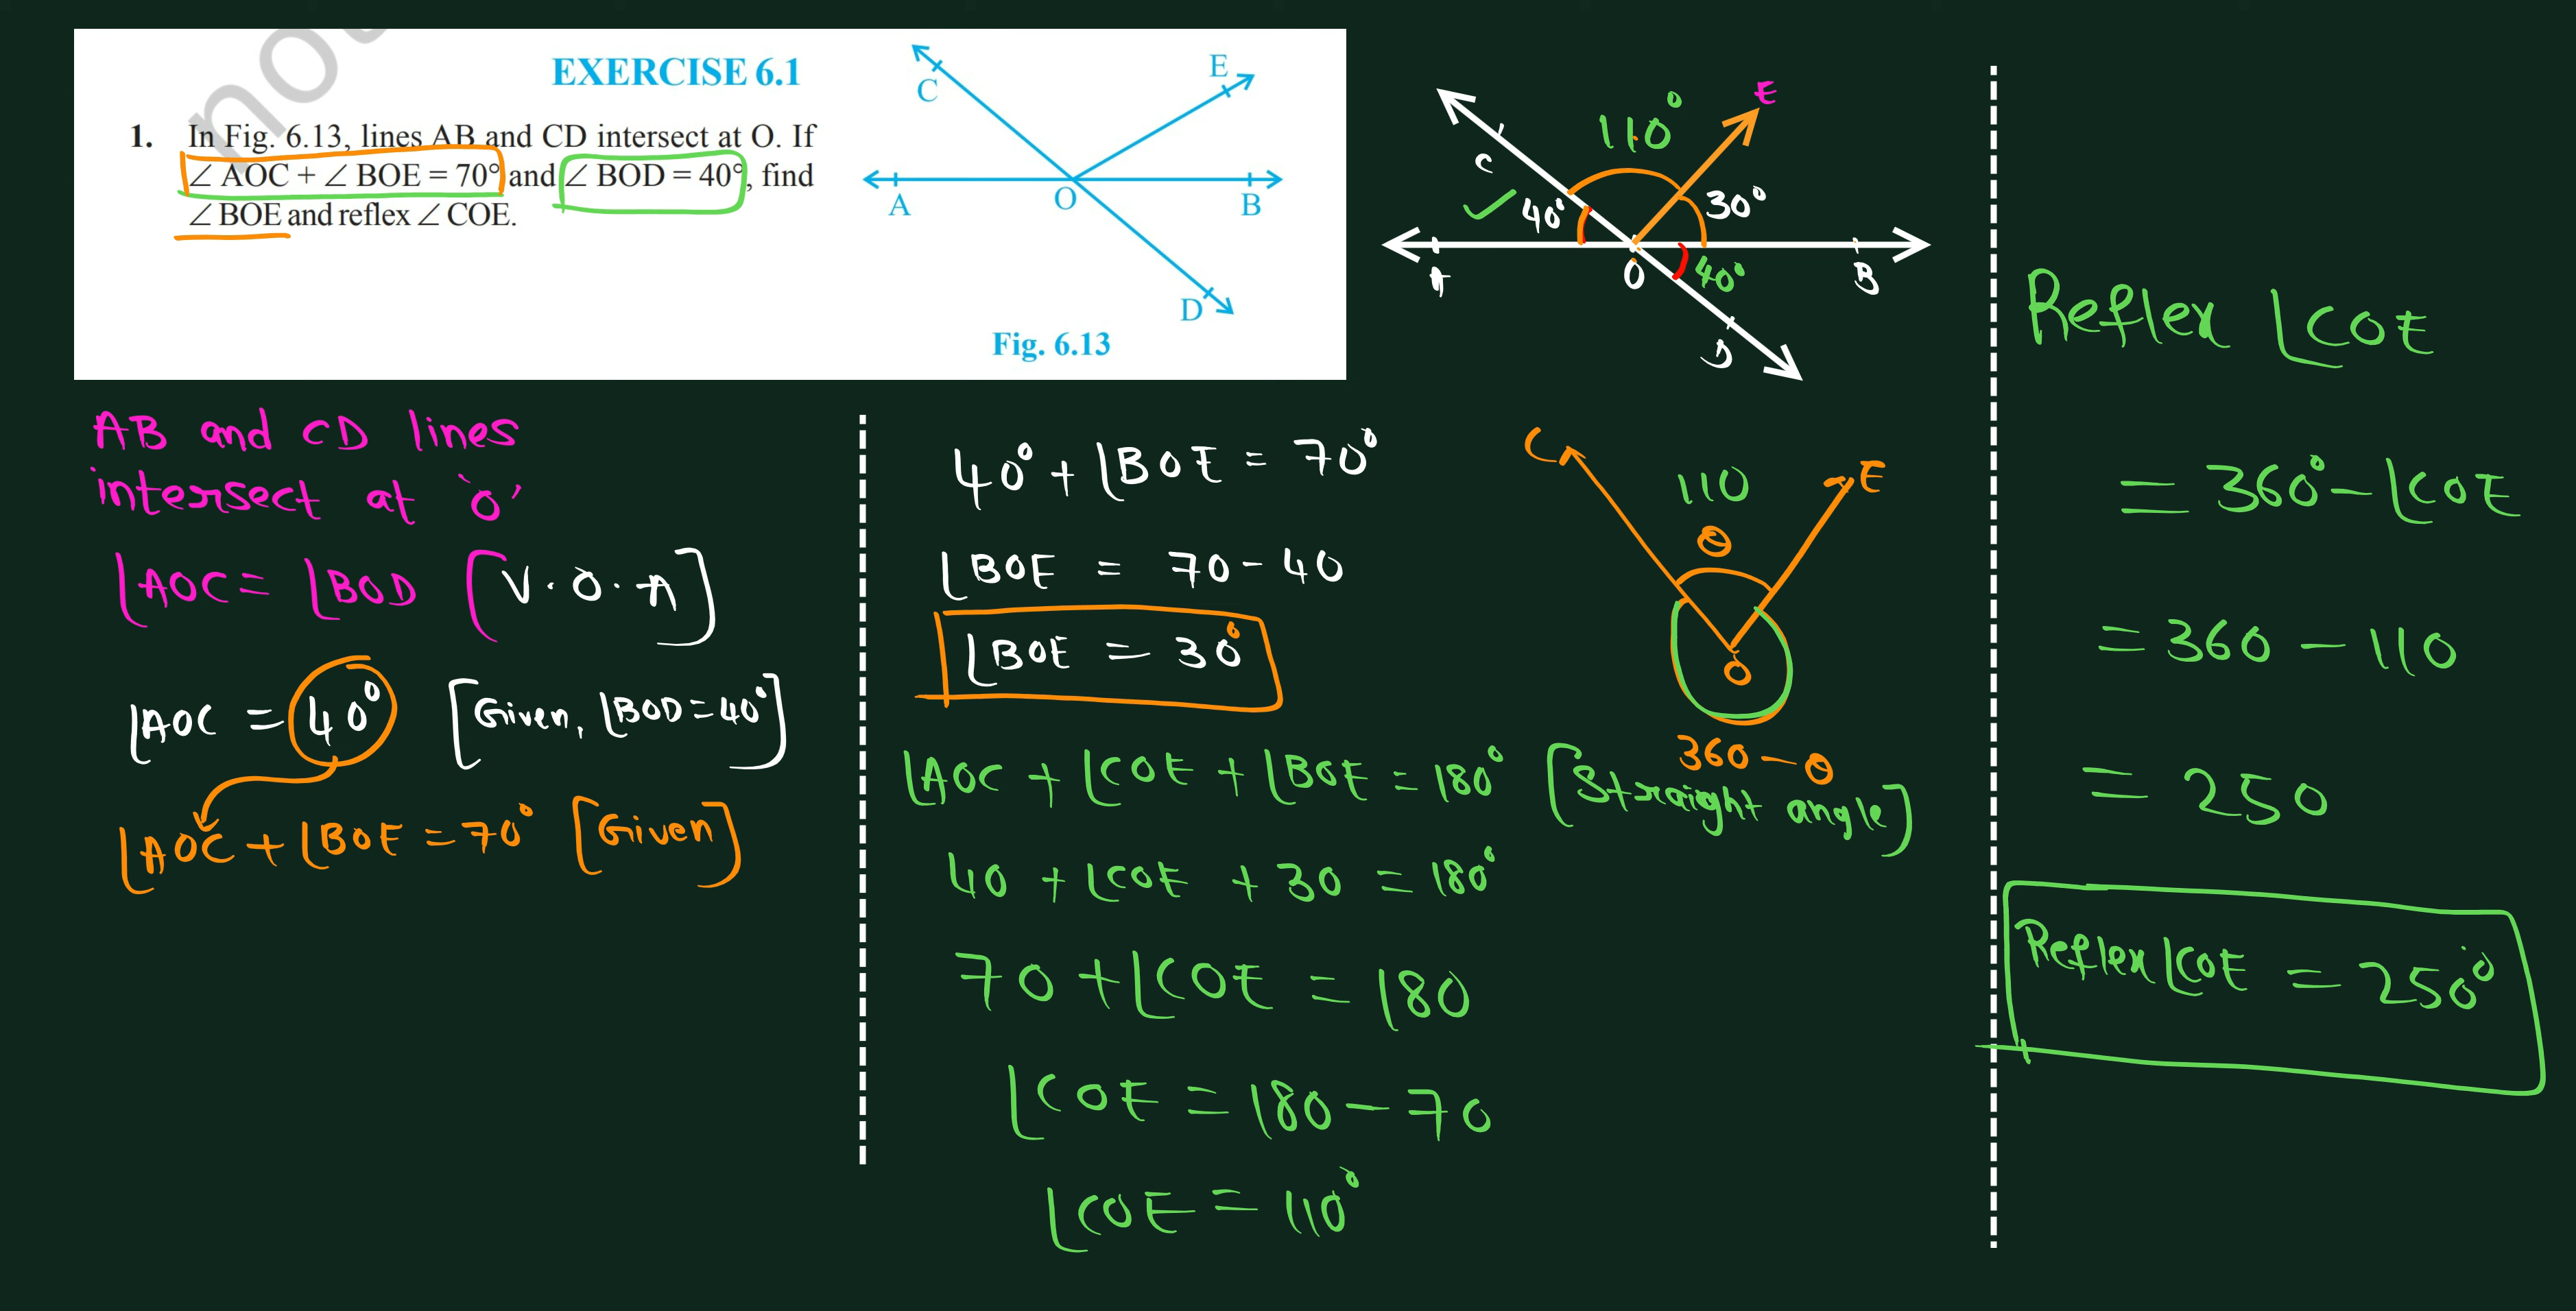 not
EXERCISE 6.1
1. In Fig. 6.13, lines AB and CD intersect at O. If
∠ AOC + ∠ BOE = 70° and ∠ BOD = 40°, find
∠ BOE and reflex ∠ COE.
C
E
A
O
B
D
Fig. 6.13
110°
E
C
40°
30°
A
O
40°
B
D
AB and CD lines
intersect at 'O'
∠AOC = ∠BOD [V.O.A]
∠AOC = 40° [Given, ∠BOD = 40°]
∠AOC + ∠BOE = 70° [Given]
40° + ∠BOE = 70°
∠BOE = 70 - 40
∠BOE = 30°
C
E
110
θ
O
360 - θ
∠AOC + ∠COE + ∠BOE = 180° [Straight angle]
40 + ∠COE + 30 = 180°
70 + ∠COE = 180
∠COE = 180 - 70
∠COE = 110°
Reflex ∠COE
= 360° - ∠COE
= 360 - 110
= 250
Reflex ∠COE = 250°